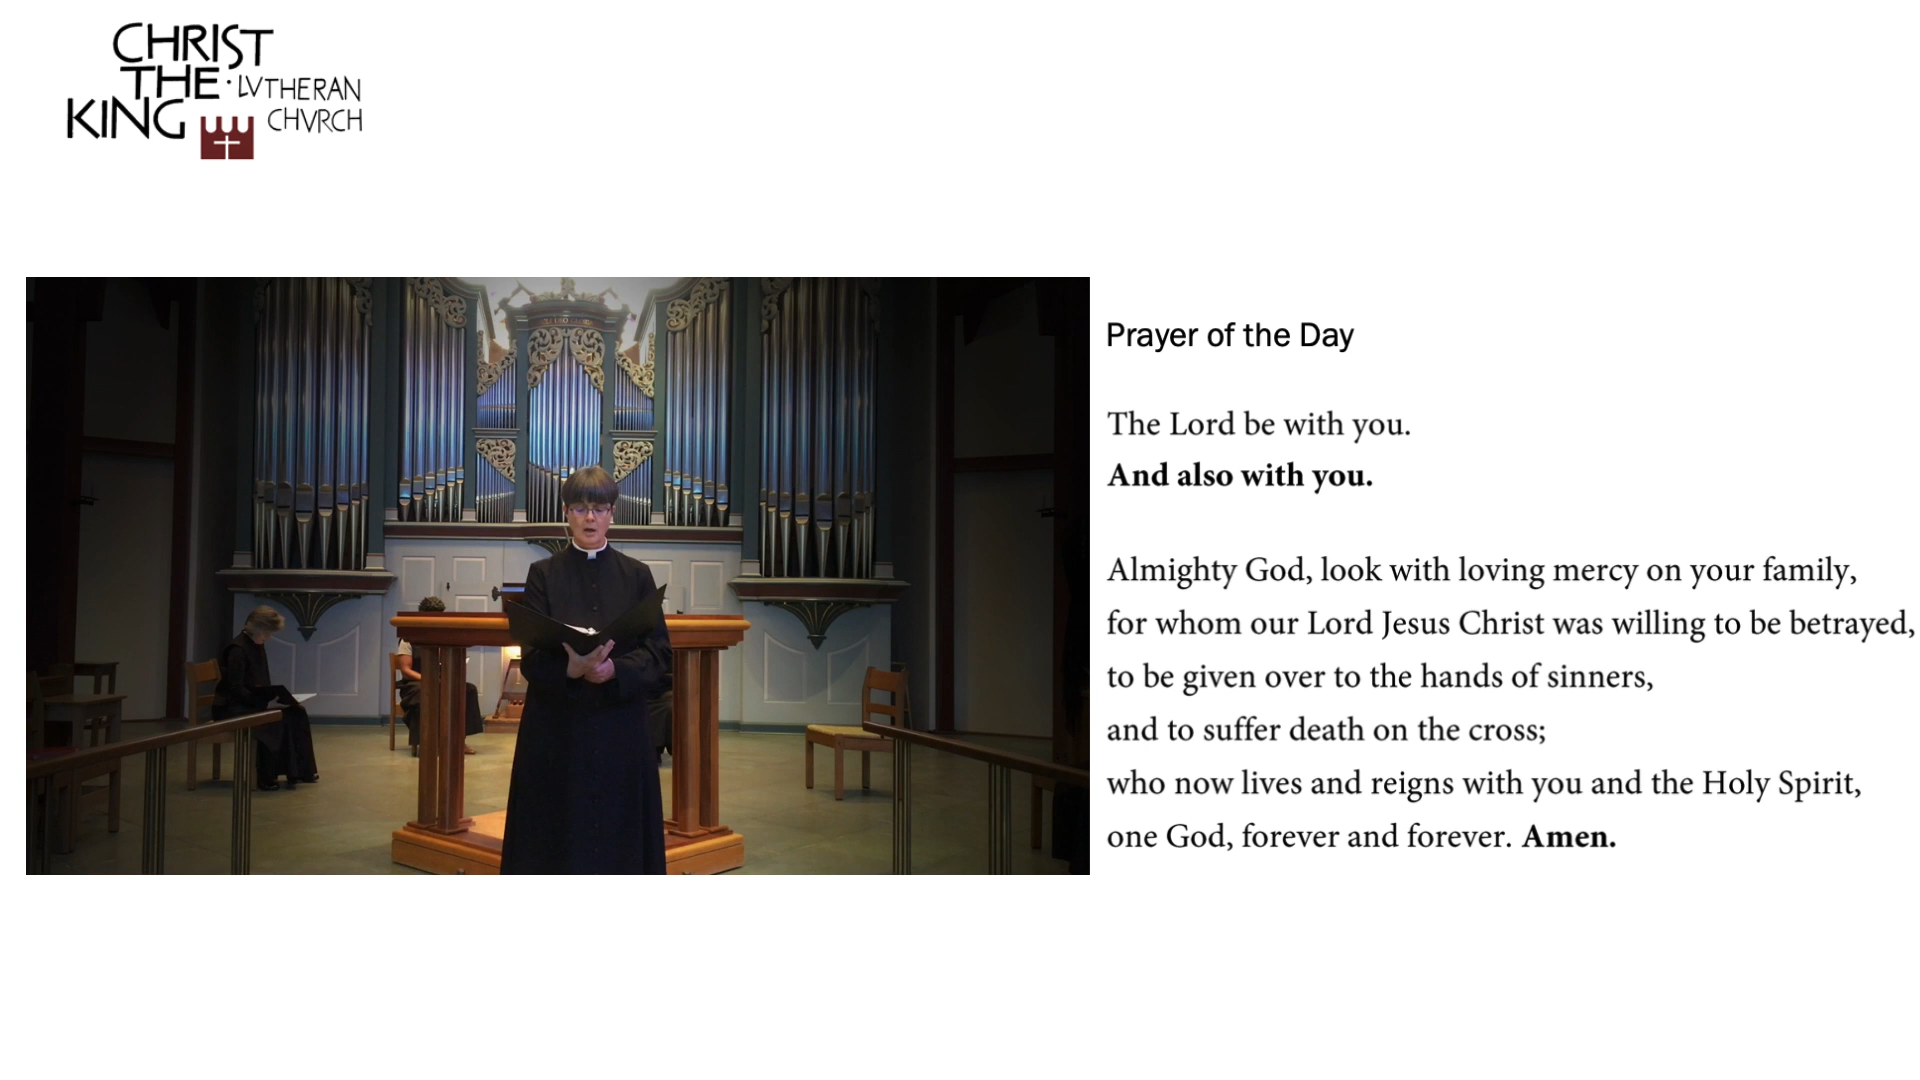 CHRIST
THE · LVTHERAN
KING CHVRCH
Prayer of the Day
The Lord be with you.
And also with you.
Almighty God, look with loving mercy on your family,
for whom our Lord Jesus Christ was willing to be betrayed,
to be given over to the hands of sinners,
and to suffer death on the cross;
who now lives and reigns with you and the Holy Spirit,
one God, forever and forever. Amen.